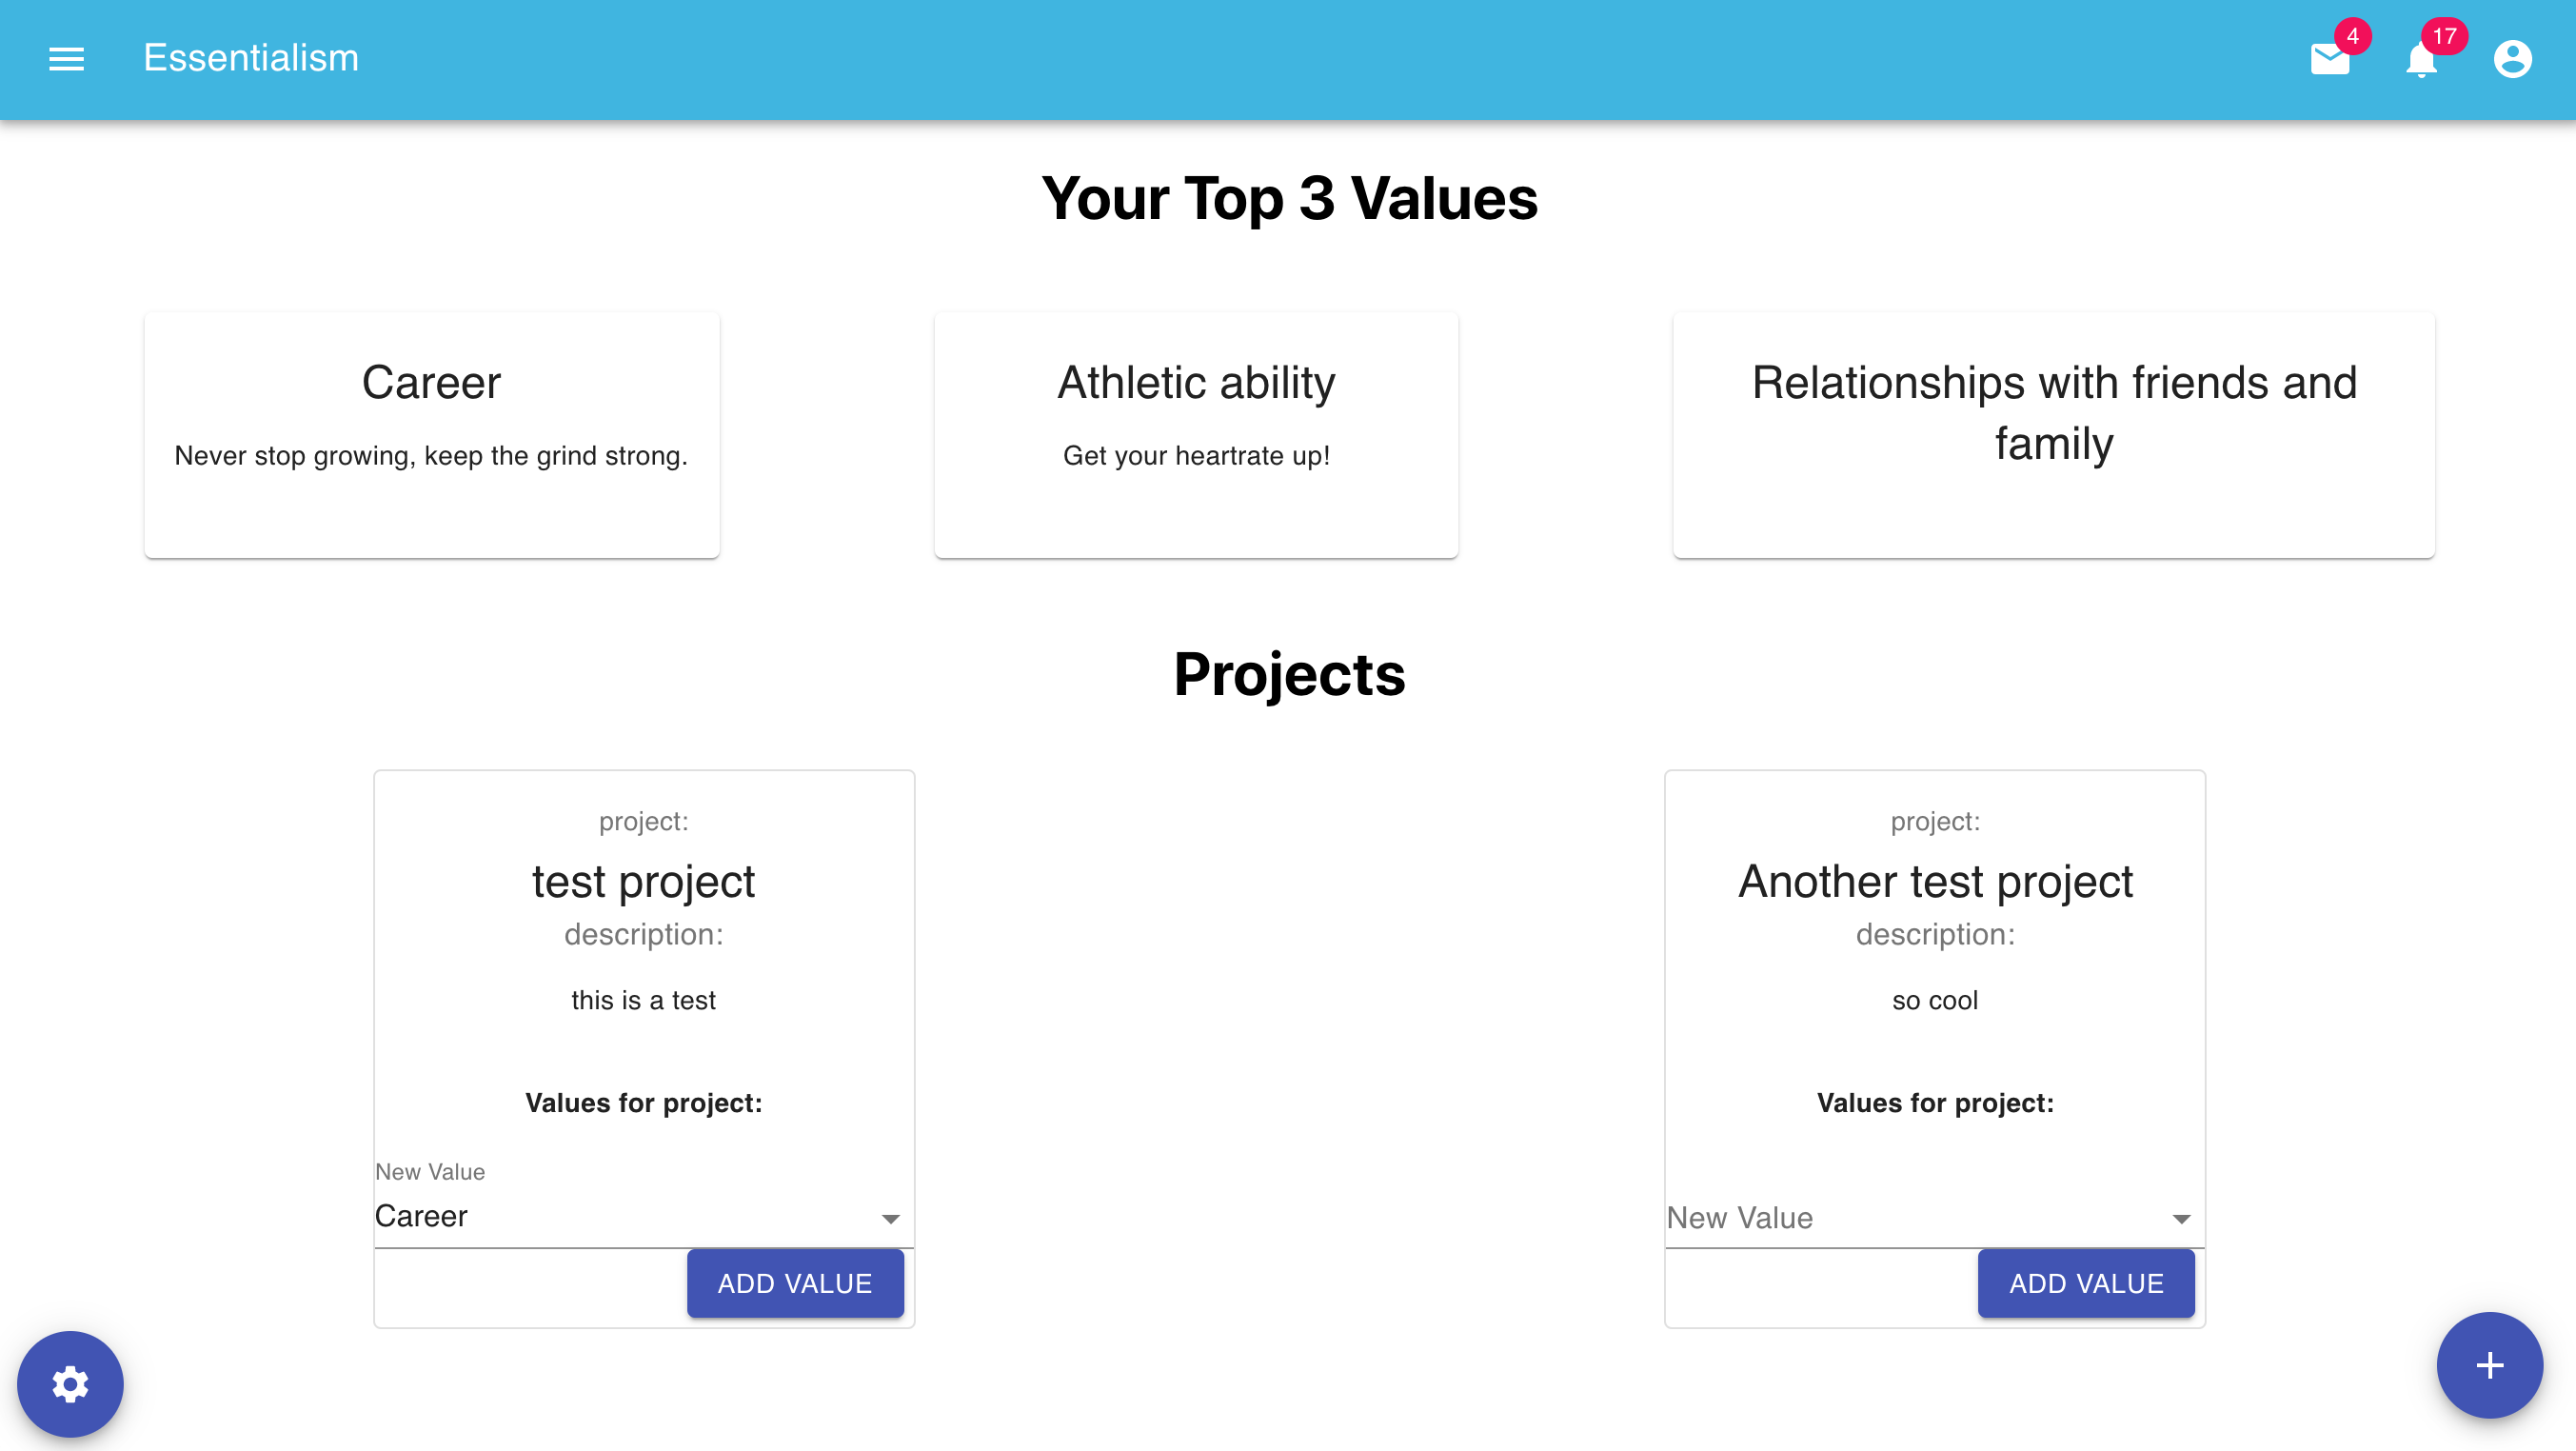 Essentialism
4
17
Your Top 3 Values
Career
Never stop growing, keep the grind strong.
Athletic ability
Get your heartrate up!
Relationships with friends and
family
Projects
project:
test project
description:
this is a test
Values for project:
New Value
Career
ADD VALUE
project:
Another test project
description:
so cool
Values for project:
New Value
ADD VALUE